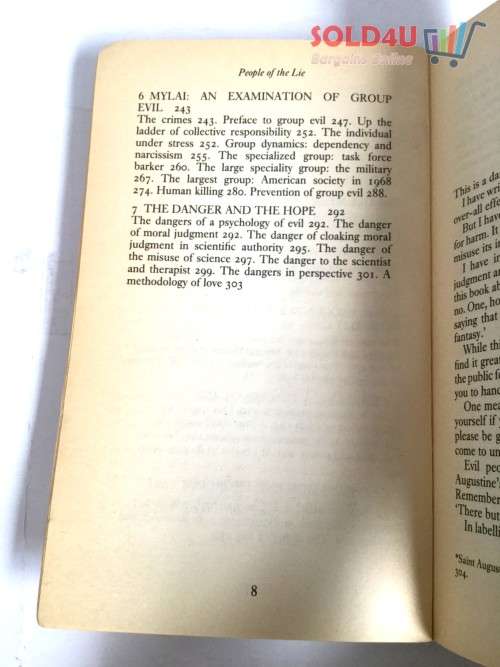 SOLD4U
Bargains Online
People of the Lie
6 MYLAI: AN EXAMINATION OF GROUP
EVIL 243
The crimes 243. Preface to group evil 247. Up the
ladder of collective responsibility 252. The individual
under stress 252. Group dynamics: dependency and
narcissism 255. The specialized group: task force
barker 260. The large speciality group: the military
267. The largest group: American society in 1968
274. Human killing 280. Prevention of group evil 288.
7 THE DANGER AND THE HOPE 292
The dangers of a psychology of evil 292. The danger
of moral judgment 292. The danger of cloaking moral
judgment in scientific authority 295. The danger of
the misuse of science 297. The danger to the scientist
and therapist 299. The dangers in perspective 301. A
methodology of love 303
8
This is a da
I have w
over-all effe
But I ha
for harm. It
misuse its i
I have i
judgment a
this book a
no. One, ho
saying that
fantasy.'
While thi
find it grea
the public f
you to hand
One mea
yourself if
please be g
come to un
Evil peo
Augustine'
Remember
'There but
In labelli
*Saint Augus
304.